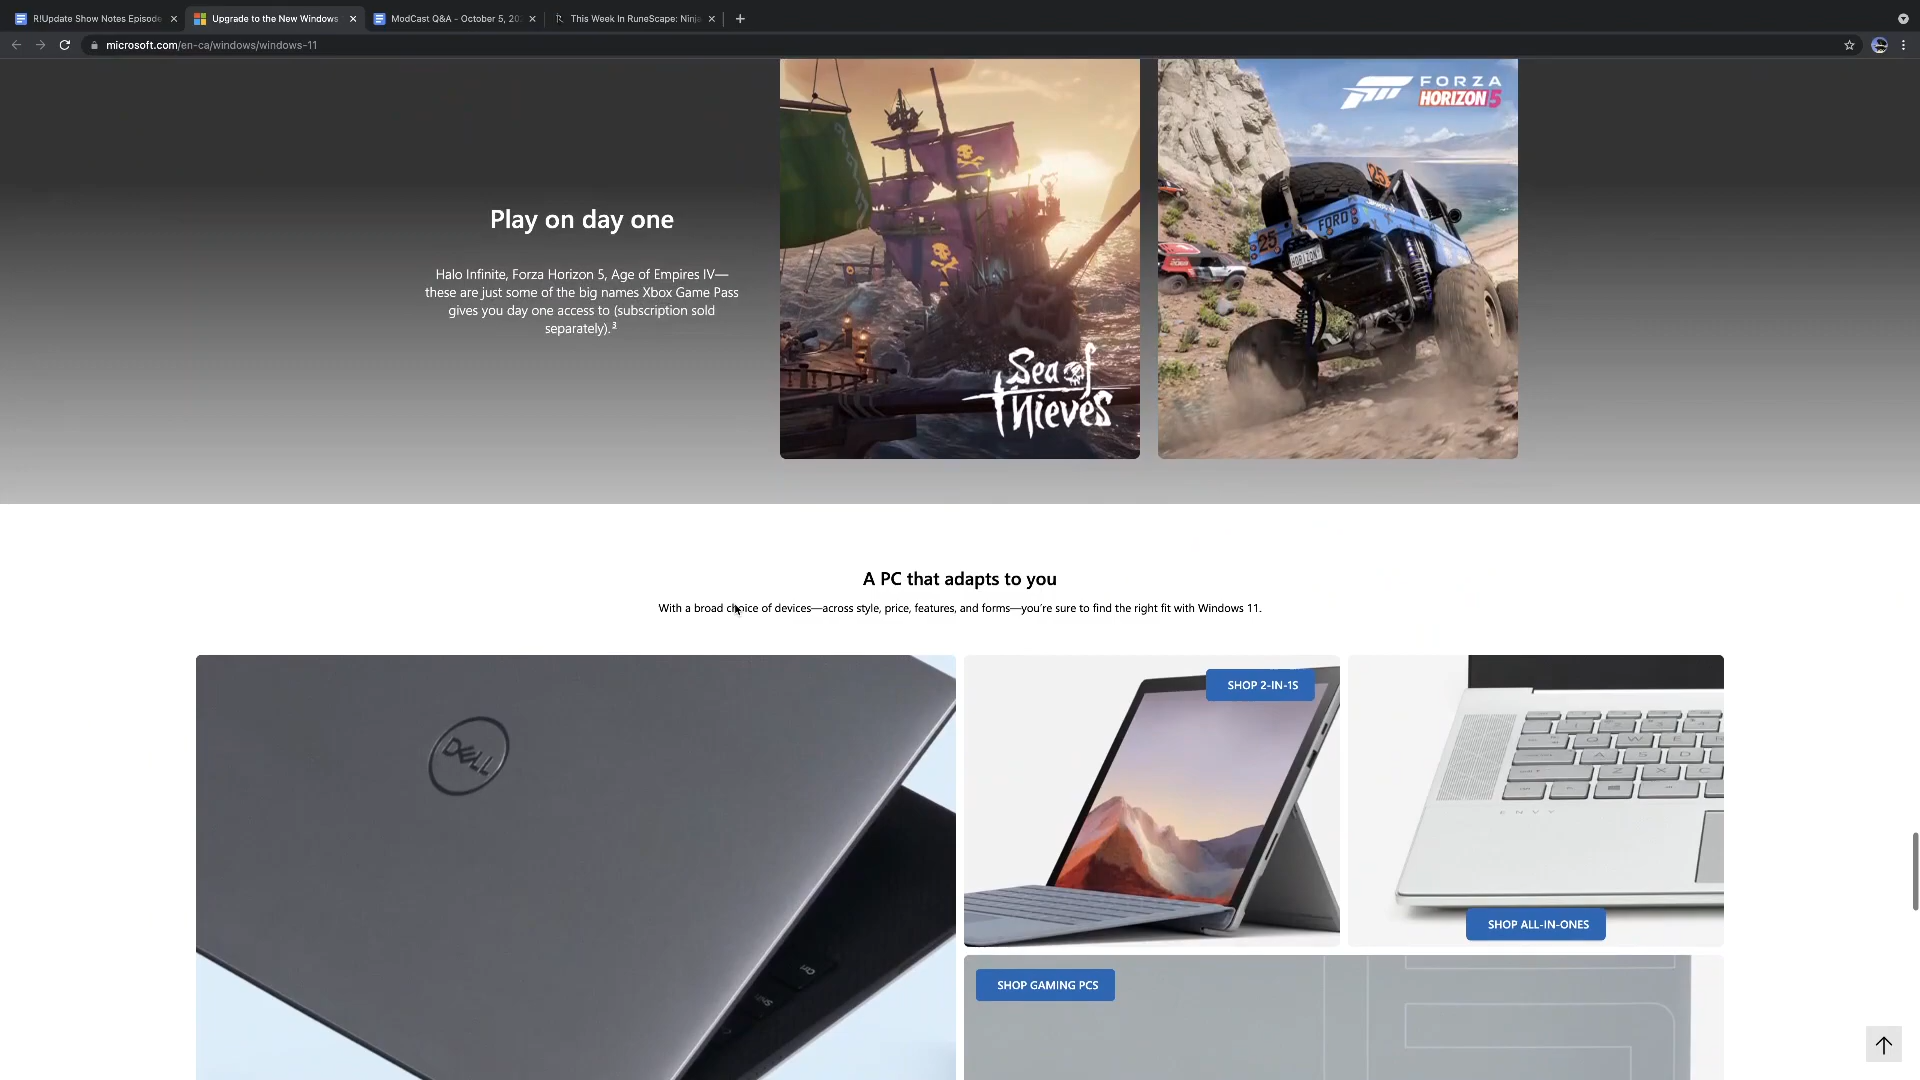 R!Update Show Notes Episode
Upgrade to the New Windows
ModCast Q&A - October 5, 20
This Week In RuneScape: Ninja
microsoft.com/en-ca/windows/windows-11
FORZA
HORIZON 5
25
FORD
25
HORIZON
Play on day one
Halo Infinite, Forza Horizon 5, Age of Empires IV—
these are just some of the big names Xbox Game Pass
gives you day one access to (subscription sold
separately).3
Sea of
Thieves
A PC that adapts to you
With a broad choice of devices—across style, price, features, and forms—you're sure to find the right fit with Windows 11.
DELL
SHOP 2-IN-1S
ENVY
SHOP ALL-IN-ONES
Ctrl
SHOP GAMING PCS